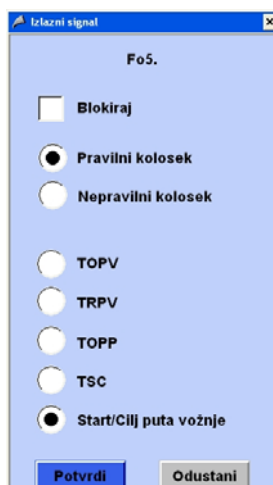 Izlazni signal
Fo5.
Blokiraj
Pravilni kolosek
Nepravilni kolosek
TOPV
TRPV
TOPP
TSC
Start/Cilj puta vožnje
Potvrdi Odustani